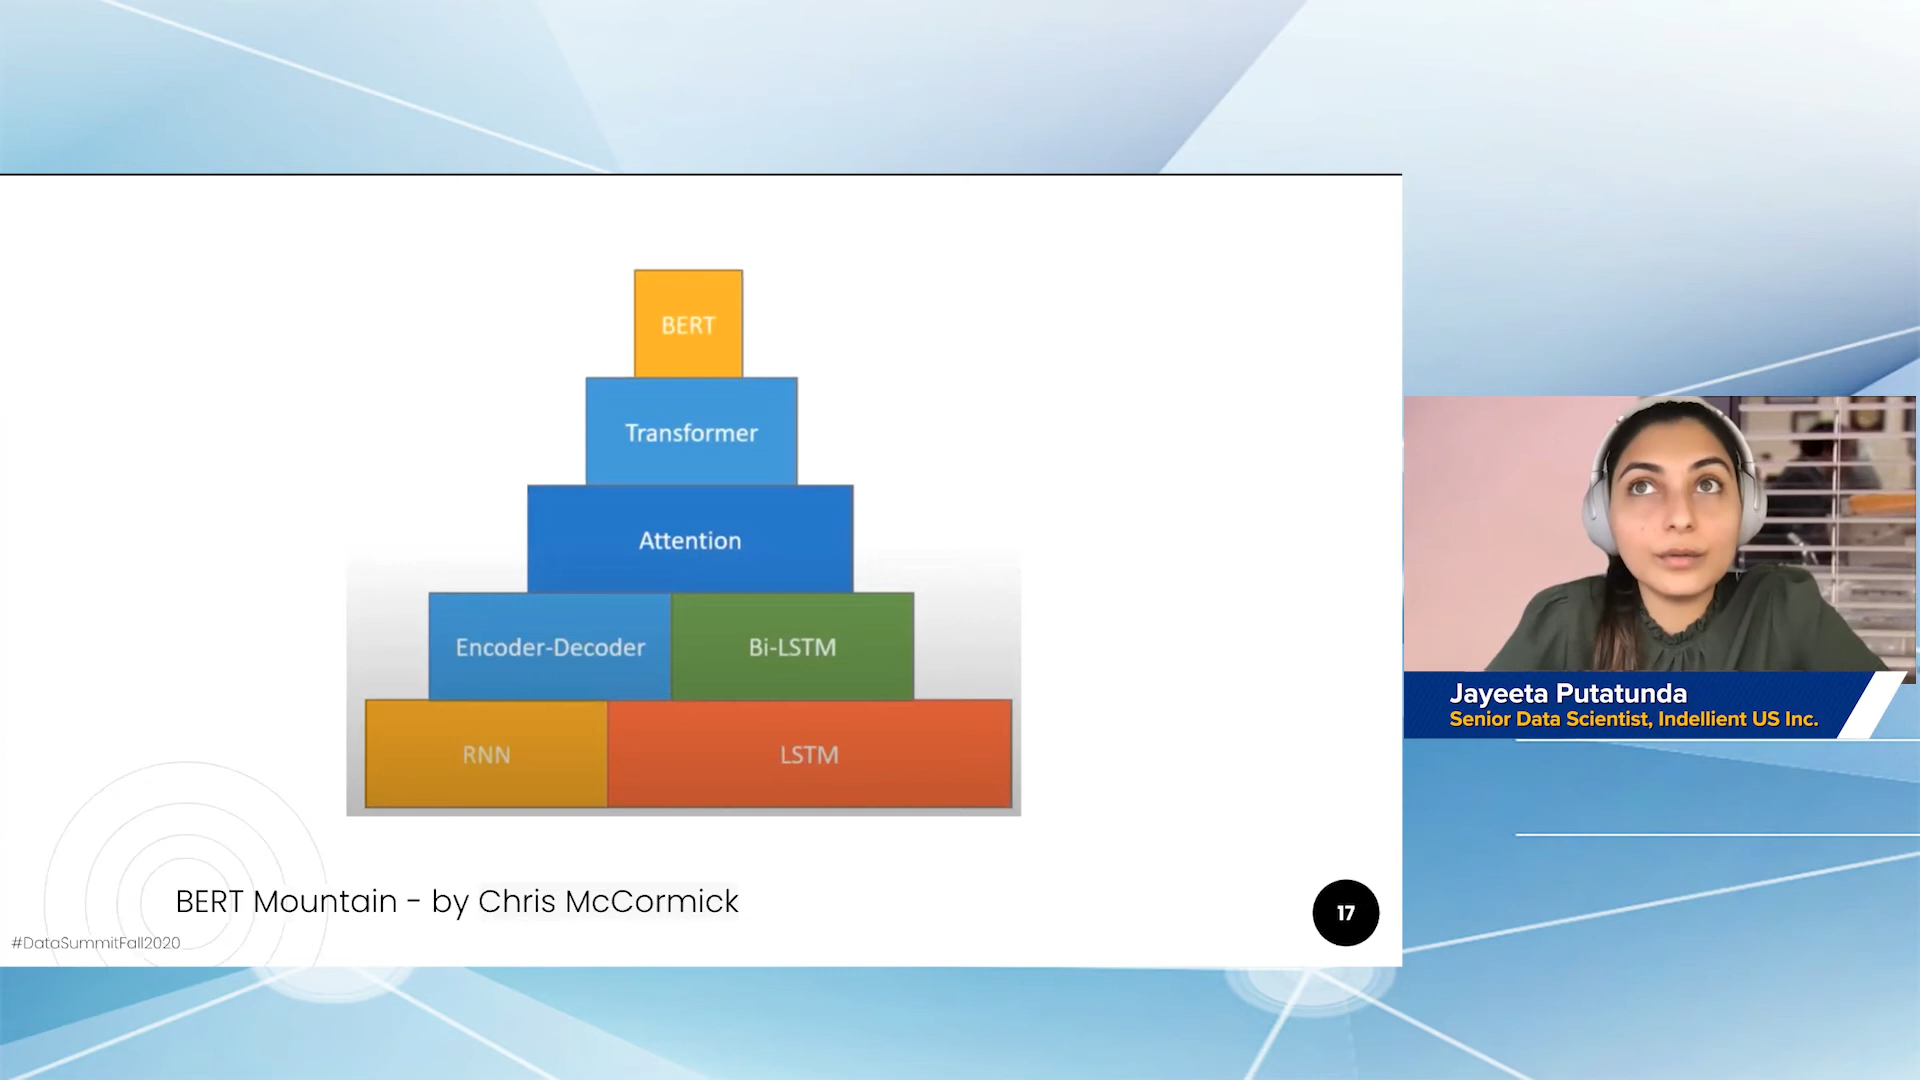 BERT
Transformer
Attention
Encoder-Decoder
Bi-LSTM
RNN
LSTM
BERT Mountain - by Chris McCormick
17
#DataSummitFall2020
Jayeeta Putatunda
Senior Data Scientist, Indellient US Inc.